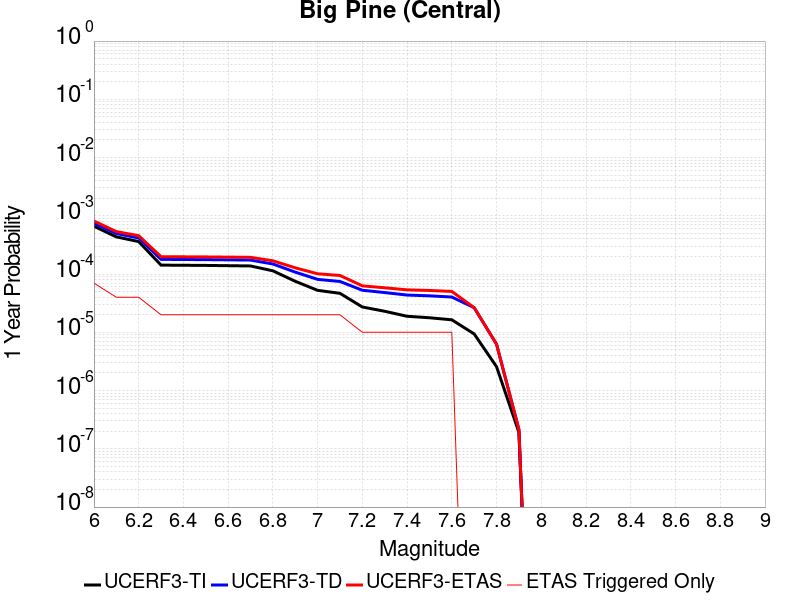 Big Pine (Central)
1 Year Probability
10^0
10^-1
10^-2
10^-3
10^-4
10^-5
10^-6
10^-7
10^-8
6 6.2 6.4 6.6 6.8 7 7.2 7.4 7.6 7.8 8 8.2 8.4 8.6 8.8 9
Magnitude
UCERF3-TI UCERF3-TD UCERF3-ETAS ETAS Triggered Only